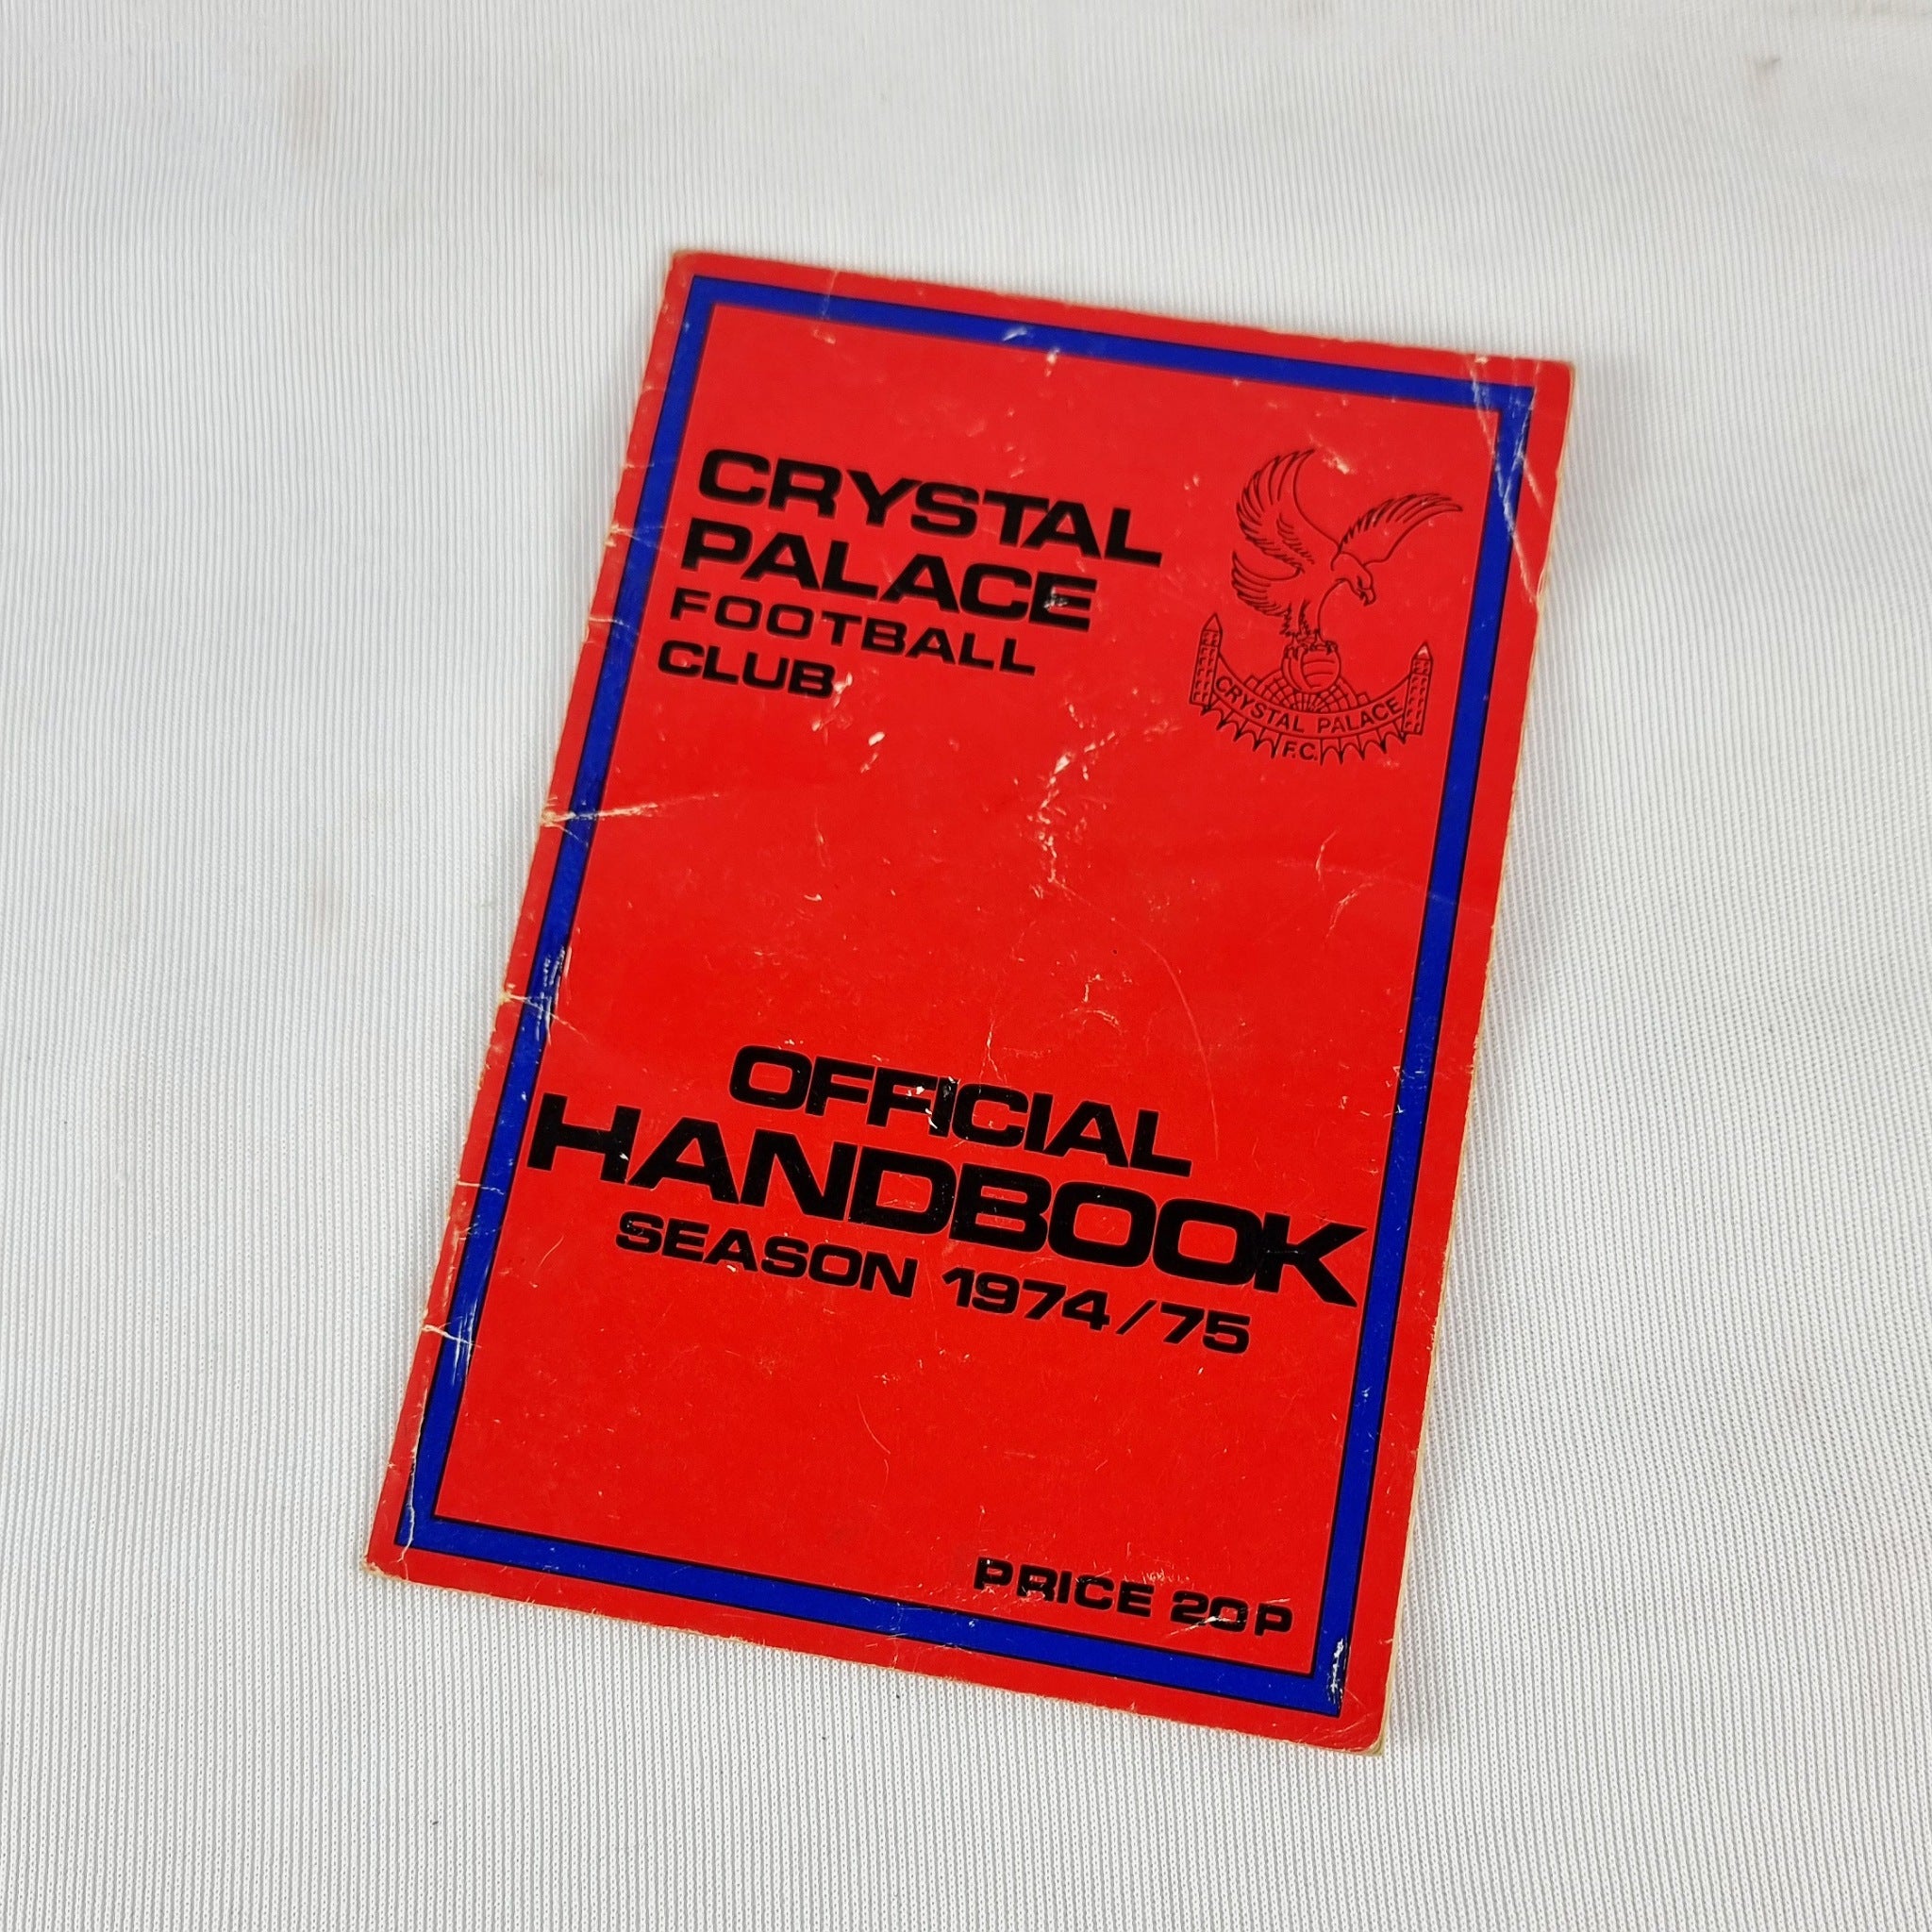 CRYSTAL
PALACE
FOOTBALL
CLUB
CRYSTAL PALACE
F.C.
OFFICIAL
HANDBOOK
SEASON 1974/75
PRICE 20P